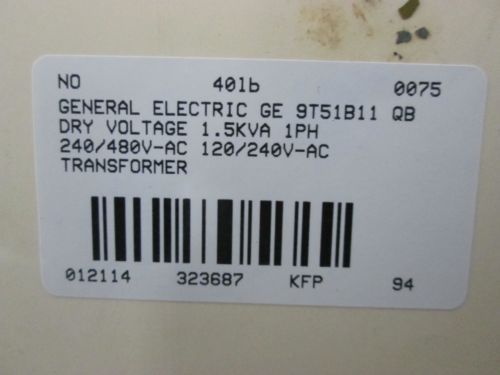 NO 40lb 0075
GENERAL ELECTRIC GE 9T51B11 QB
DRY VOLTAGE 1.5KVA 1PH
240/480V-AC 120/240V-AC
TRANSFORMER
012114 323687 KFP 94